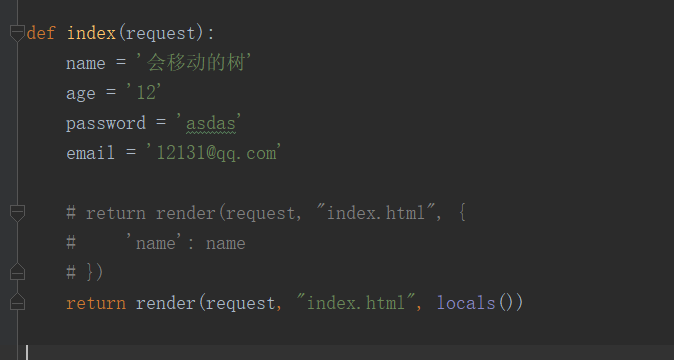 def index(request):
    name = '会移动的树'
    age = '12'
    password = 'asdas'
    email = '12131@qq.com'
    # return render(request, "index.html", {
    #     'name': name
    # })
    return render(request, "index.html", locals())